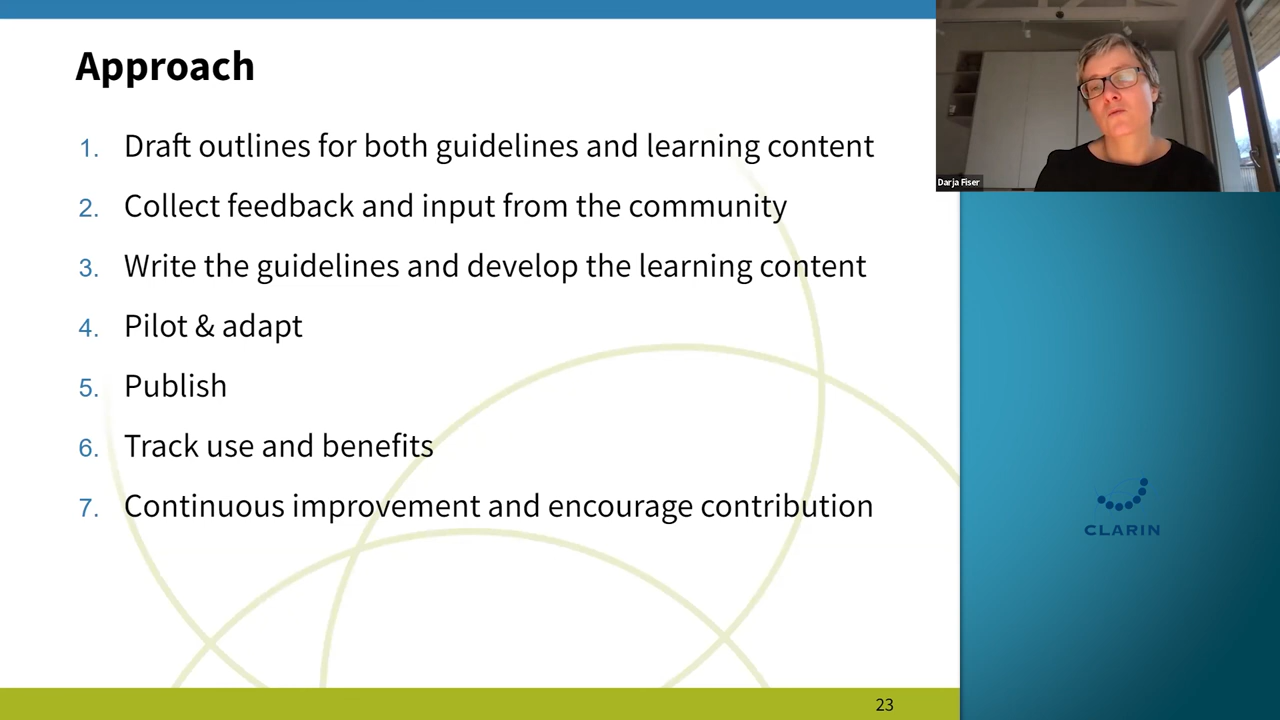 Approach
1. Draft outlines for both guidelines and learning content
2. Collect feedback and input from the community
3. Write the guidelines and develop the learning content
4. Pilot & adapt
5. Publish
6. Track use and benefits
7. Continuous improvement and encourage contribution
23
Darja Fiser
CLARIN